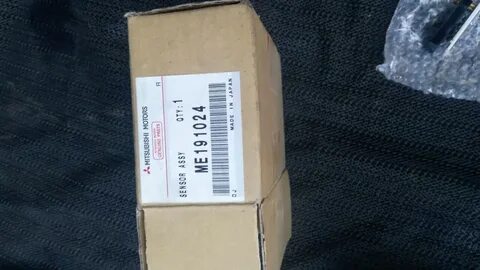 MITSUBISHI MOTORS
GENUINE PARTS
R
SENSOR ASSY QTY:1
ME191024
MADE IN JAPAN